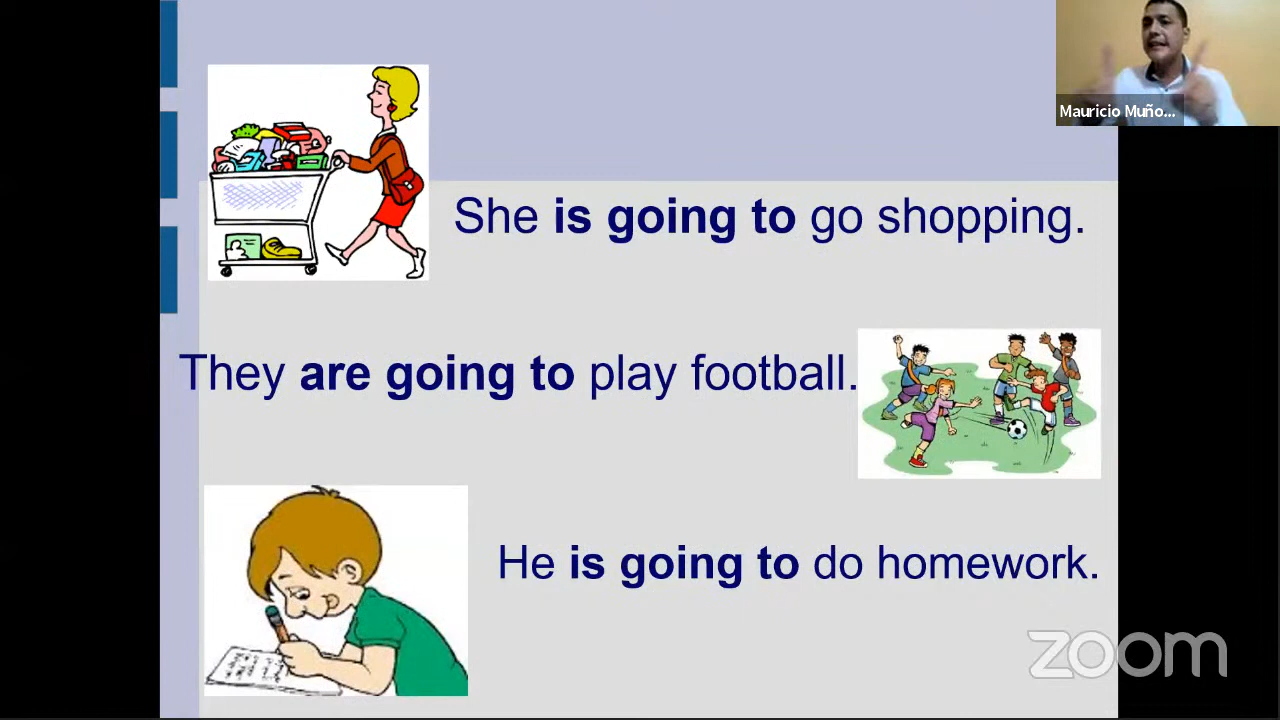 Mauricio Muño...
She is going to go shopping.
They are going to play football.
He is going to do homework.
zoom